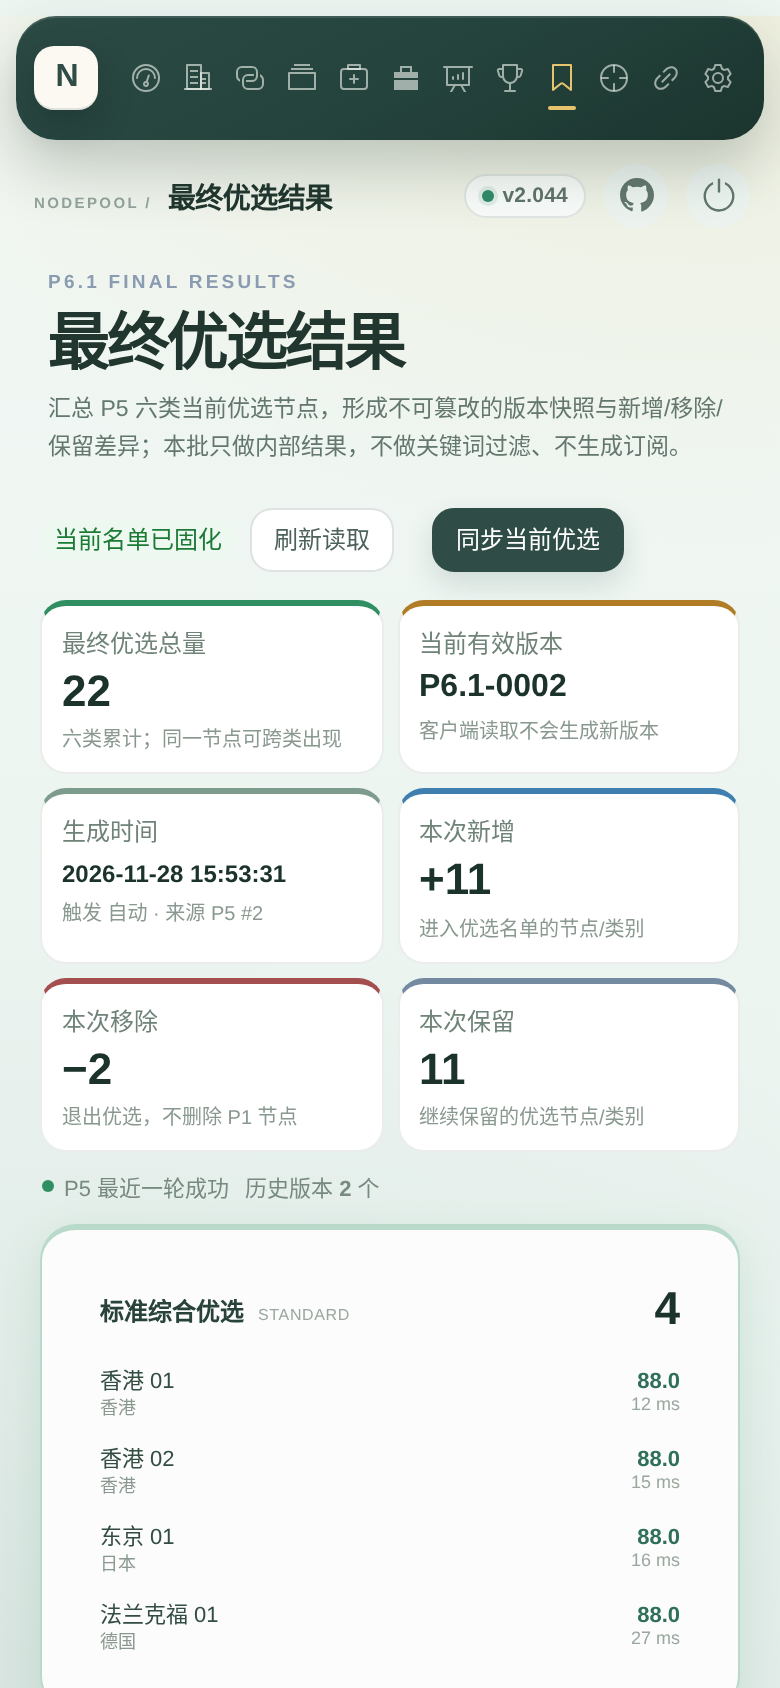 N
NODEPOOL / 最终优选结果
v2.044
P6.1 FINAL RESULTS
最终优选结果
汇总 P5 六类当前优选节点，形成不可篡改的版本快照与新增/移除/
保留差异；本批只做内部结果，不做关键词过滤、不生成订阅。
当前名单已固化
刷新读取
同步当前优选
最终优选总量
22
六类累计；同一节点可跨类出现
当前有效版本
P6.1-0002
客户端读取不会生成新版本
生成时间
2026-11-28 15:53:31
触发 自动 · 来源 P5 #2
本次新增
+11
进入优选名单的节点/类别
本次移除
−2
退出优选，不删除 P1 节点
本次保留
11
继续保留的优选节点/类别
P5 最近一轮成功 历史版本 2 个
标准综合优选 STANDARD 4
香港 01 88.0
香港 12 ms
香港 02 88.0
香港 15 ms
东京 01 88.0
日本 16 ms
法兰克福 01 88.0
德国 27 ms